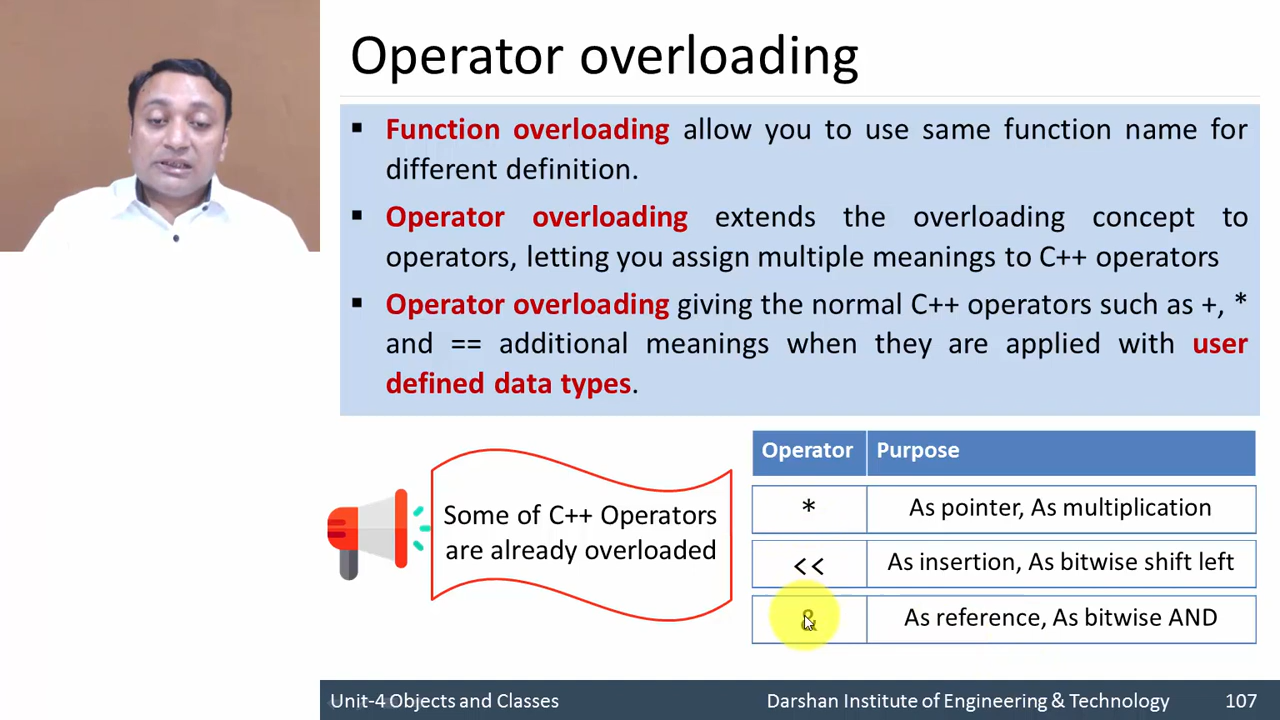 Operator overloading
▪ Function overloading allow you to use same function name for
different definition.
▪ Operator overloading extends the overloading concept to
operators, letting you assign multiple meanings to C++ operators
▪ Operator overloading giving the normal C++ operators such as +, *
and == additional meanings when they are applied with user
defined data types.
Some of C++ Operators
are already overloaded
Operator Purpose
* As pointer, As multiplication
<< As insertion, As bitwise shift left
& As reference, As bitwise AND
Unit-4 Objects and Classes Darshan Institute of Engineering & Technology 107